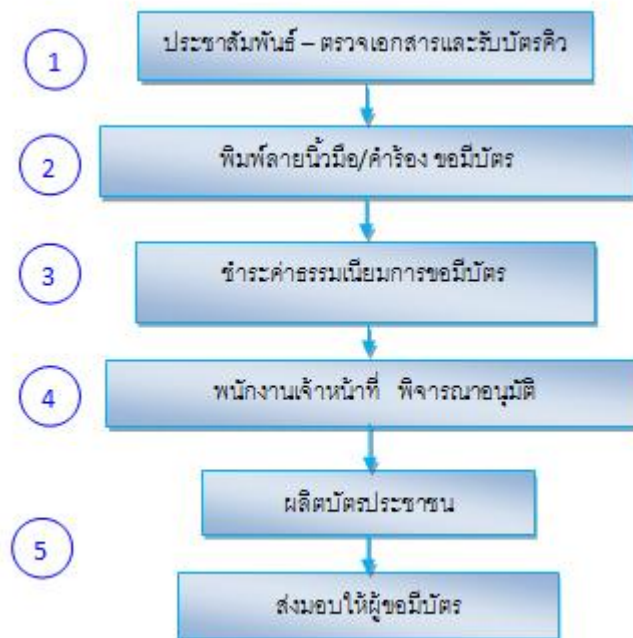 1
ประชาสัมพันธ์ – ตรวจเอกสารและรับบัตรคิว
2
พิมพ์ลายนิ้วมือ/คำร้อง ขอมีบัตร
3
ชำระค่าธรรมเนียมการขอมีบัตร
4
พนักงานเจ้าหน้าที่ พิจารณาอนุมัติ
5
ผลิตบัตรประชาชน
ส่งมอบให้ผู้ขอมีบัตร